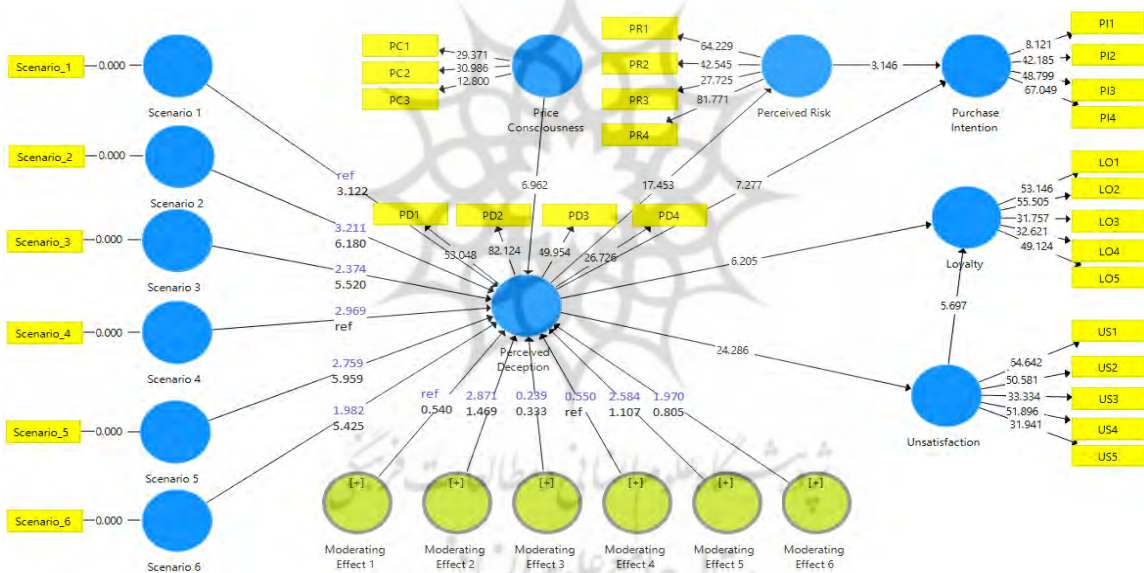 Scenario_1
0.000
Scenario 1
Scenario_2
0.000
Scenario 2
Scenario_3
0.000
Scenario 3
Scenario_4
0.000
Scenario 4
Scenario_5
0.000
Scenario 5
Scenario_6
0.000
Scenario 6
ref
3.122
3.211
6.180
2.374
5.520
2.969
ref
2.759
5.959
1.982
5.425
PC1
PC2
PC3
29.371
30.986
12.800
Price
Consciousness
6.962
PR1
PR2
PR3
PR4
64.229
42.545
27.725
81.771
Perceived Risk
3.146
17.453
7.277
PD1
PD2
PD3
PD4
53.048
82.124
49.954
26.726
Perceived
Deception
6.205
24.286
ref
0.540
2.871
1.469
0.239
0.333
0.550
ref
2.584
1.107
1.970
0.805
[+]
[+]
[+]
[+]
[+]
[+]
Moderating
Effect 1
Moderating
Effect 2
Moderating
Effect 3
Moderating
Effect 4
Moderating
Effect 5
Moderating
Effect 6
Purchase
Intention
8.121
42.185
48.799
67.049
PI1
PI2
PI3
PI4
Loyalty
53.146
55.505
31.757
32.621
49.124
LO1
LO2
LO3
LO4
LO5
5.697
Unsatisfaction
54.642
50.581
33.334
51.896
31.941
US1
US2
US3
US4
US5